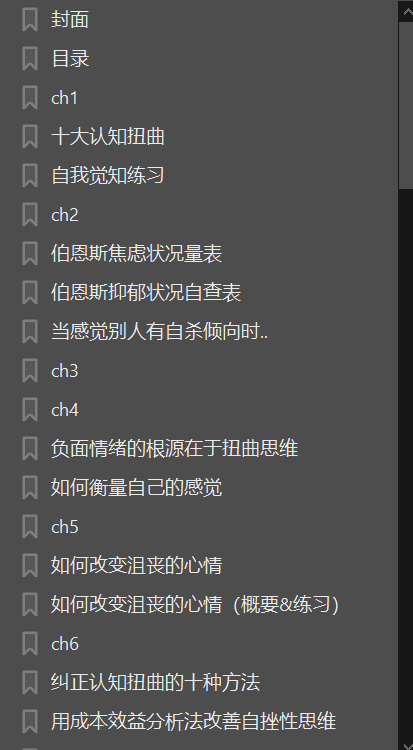 封面
目录
ch1
十大认知扭曲
自我觉知练习
ch2
伯恩斯焦虑状况量表
伯恩斯抑郁状况自查表
当感觉别人有自杀倾向时..
ch3
ch4
负面情绪的根源在于扭曲思维
如何衡量自己的感觉
ch5
如何改变沮丧的心情
如何改变沮丧的心情（概要&练习）
ch6
纠正认知扭曲的十种方法
用成本效益分析法改善自挫性思维